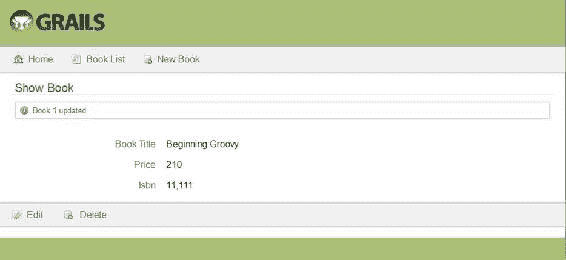 GRAILS
Home Book List New Book
Show Book
Book 1 updated
Book Title Beginning Groovy
Price 210
Isbn 11,111
Edit Delete